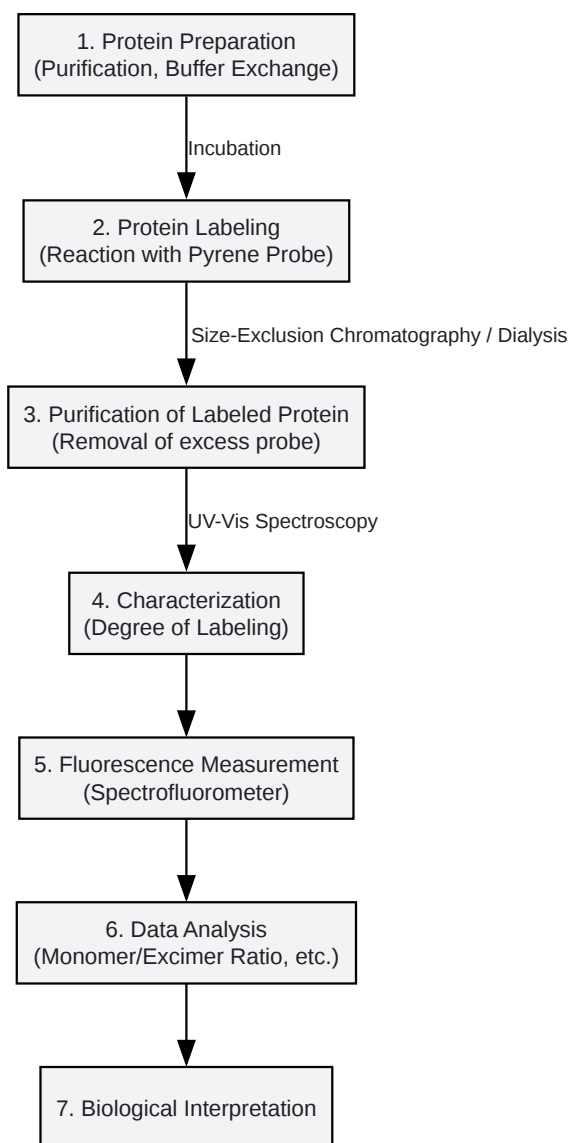 1. Protein Preparation
(Purification, Buffer Exchange)
Incubation
2. Protein Labeling
(Reaction with Pyrene Probe)
Size-Exclusion Chromatography / Dialysis
3. Purification of Labeled Protein
(Removal of excess probe)
UV-Vis Spectroscopy
4. Characterization
(Degree of Labeling)
5. Fluorescence Measurement
(Spectrofluorometer)
6. Data Analysis
(Monomer/Excimer Ratio, etc.)
7. Biological Interpretation